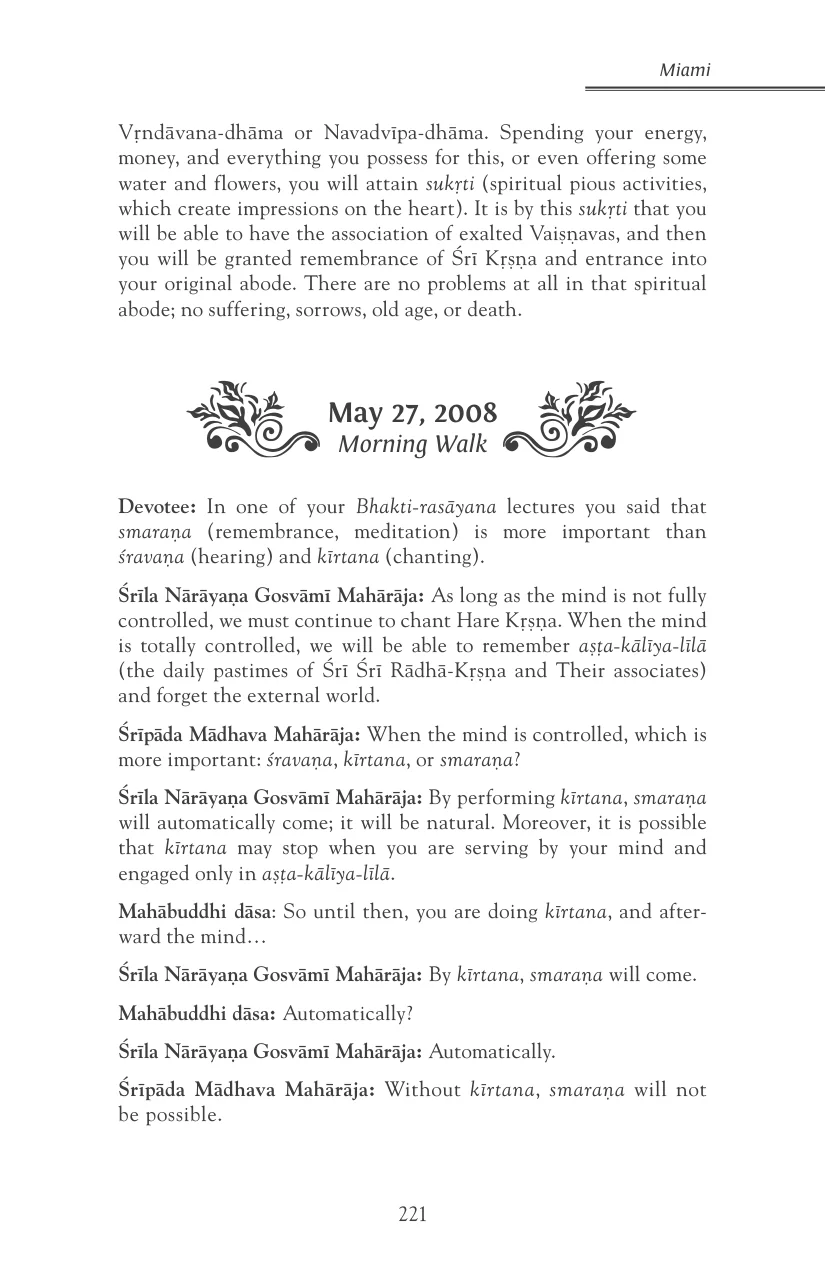 Miami
Vṛndāvana-dhāma or Navadvīpa-dhāma. Spending your energy,
money, and everything you possess for this, or even offering some
water and flowers, you will attain sukṛti (spiritual pious activities,
which create impressions on the heart). It is by this sukṛti that you
will be able to have the association of exalted Vaiṣṇavas, and then
you will be granted remembrance of Śrī Kṛṣṇa and entrance into
your original abode. There are no problems at all in that spiritual
abode; no suffering, sorrows, old age, or death.
May 27, 2008
Morning Walk
Devotee: In one of your Bhakti-rasāyana lectures you said that
smaraṇa (remembrance, meditation) is more important than
śravaṇa (hearing) and kīrtana (chanting).
Śrīla Nārāyaṇa Gosvāmī Mahārāja: As long as the mind is not fully
controlled, we must continue to chant Hare Kṛṣṇa. When the mind
is totally controlled, we will be able to remember aṣṭa-kālīya-līlā
(the daily pastimes of Śrī Śrī Rādhā-Kṛṣṇa and Their associates)
and forget the external world.
Śrīpāda Mādhava Mahārāja: When the mind is controlled, which is
more important: śravaṇa, kīrtana, or smaraṇa?
Śrīla Nārāyaṇa Gosvāmī Mahārāja: By performing kīrtana, smaraṇa
will automatically come; it will be natural. Moreover, it is possible
that kīrtana may stop when you are serving by your mind and
engaged only in aṣṭa-kālīya-līlā.
Mahābuddhi dāsa: So until then, you are doing kīrtana, and after-
ward the mind…
Śrīla Nārāyaṇa Gosvāmī Mahārāja: By kīrtana, smaraṇa will come.
Mahābuddhi dāsa: Automatically?
Śrīla Nārāyaṇa Gosvāmī Mahārāja: Automatically.
Śrīpāda Mādhava Mahārāja: Without kīrtana, smaraṇa will not
be possible.
221